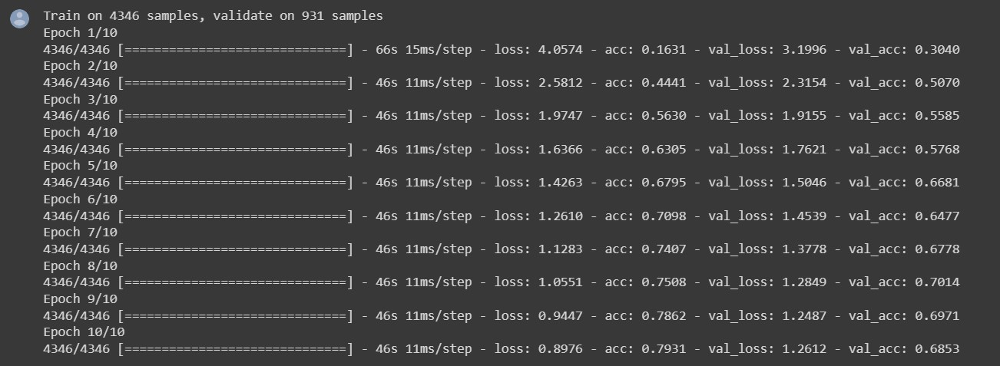 Train on 4346 samples, validate on 931 samples
Epoch 1/10
4346/4346 [==============================] - 66s 15ms/step - loss: 4.0574 - acc: 0.1631 - val_loss: 3.1996 - val_acc: 0.3040
Epoch 2/10
4346/4346 [==============================] - 46s 11ms/step - loss: 2.5812 - acc: 0.4441 - val_loss: 2.3154 - val_acc: 0.5070
Epoch 3/10
4346/4346 [==============================] - 46s 11ms/step - loss: 1.9747 - acc: 0.5630 - val_loss: 1.9155 - val_acc: 0.5585
Epoch 4/10
4346/4346 [==============================] - 46s 11ms/step - loss: 1.6366 - acc: 0.6305 - val_loss: 1.7621 - val_acc: 0.5768
Epoch 5/10
4346/4346 [==============================] - 46s 11ms/step - loss: 1.4263 - acc: 0.6795 - val_loss: 1.5046 - val_acc: 0.6681
Epoch 6/10
4346/4346 [==============================] - 46s 11ms/step - loss: 1.2610 - acc: 0.7098 - val_loss: 1.4539 - val_acc: 0.6477
Epoch 7/10
4346/4346 [==============================] - 46s 11ms/step - loss: 1.1283 - acc: 0.7407 - val_loss: 1.3778 - val_acc: 0.6778
Epoch 8/10
4346/4346 [==============================] - 46s 11ms/step - loss: 1.0551 - acc: 0.7508 - val_loss: 1.2849 - val_acc: 0.7014
Epoch 9/10
4346/4346 [==============================] - 46s 11ms/step - loss: 0.9447 - acc: 0.7862 - val_loss: 1.2487 - val_acc: 0.6971
Epoch 10/10
4346/4346 [==============================] - 46s 11ms/step - loss: 0.8976 - acc: 0.7931 - val_loss: 1.2612 - val_acc: 0.6853